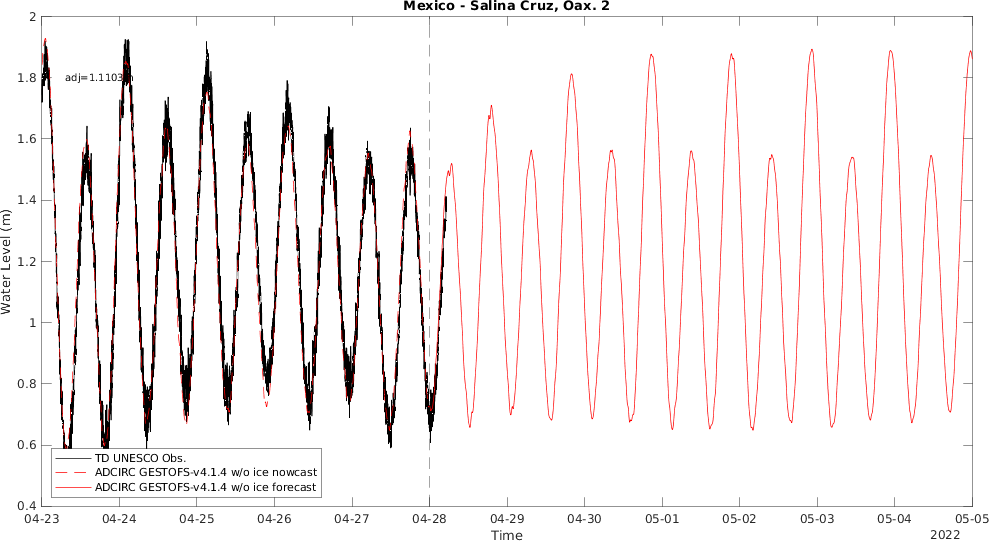 Mexico - Salina Cruz, Oax. 2
2
1.8
1.6
1.4
1.2
1
0.8
0.6
0.4
Water Level (m)
adj=1.1103
TD UNESCO Obs.
ADCIRC GESTOFS-v4.1.4 w/o ice nowcast
ADCIRC GESTOFS-v4.1.4 w/o ice forecast
04-23 04-24 04-25 04-26 04-27 04-28 04-29 04-30 05-01 05-02 05-03 05-04 05-05
Time
2022